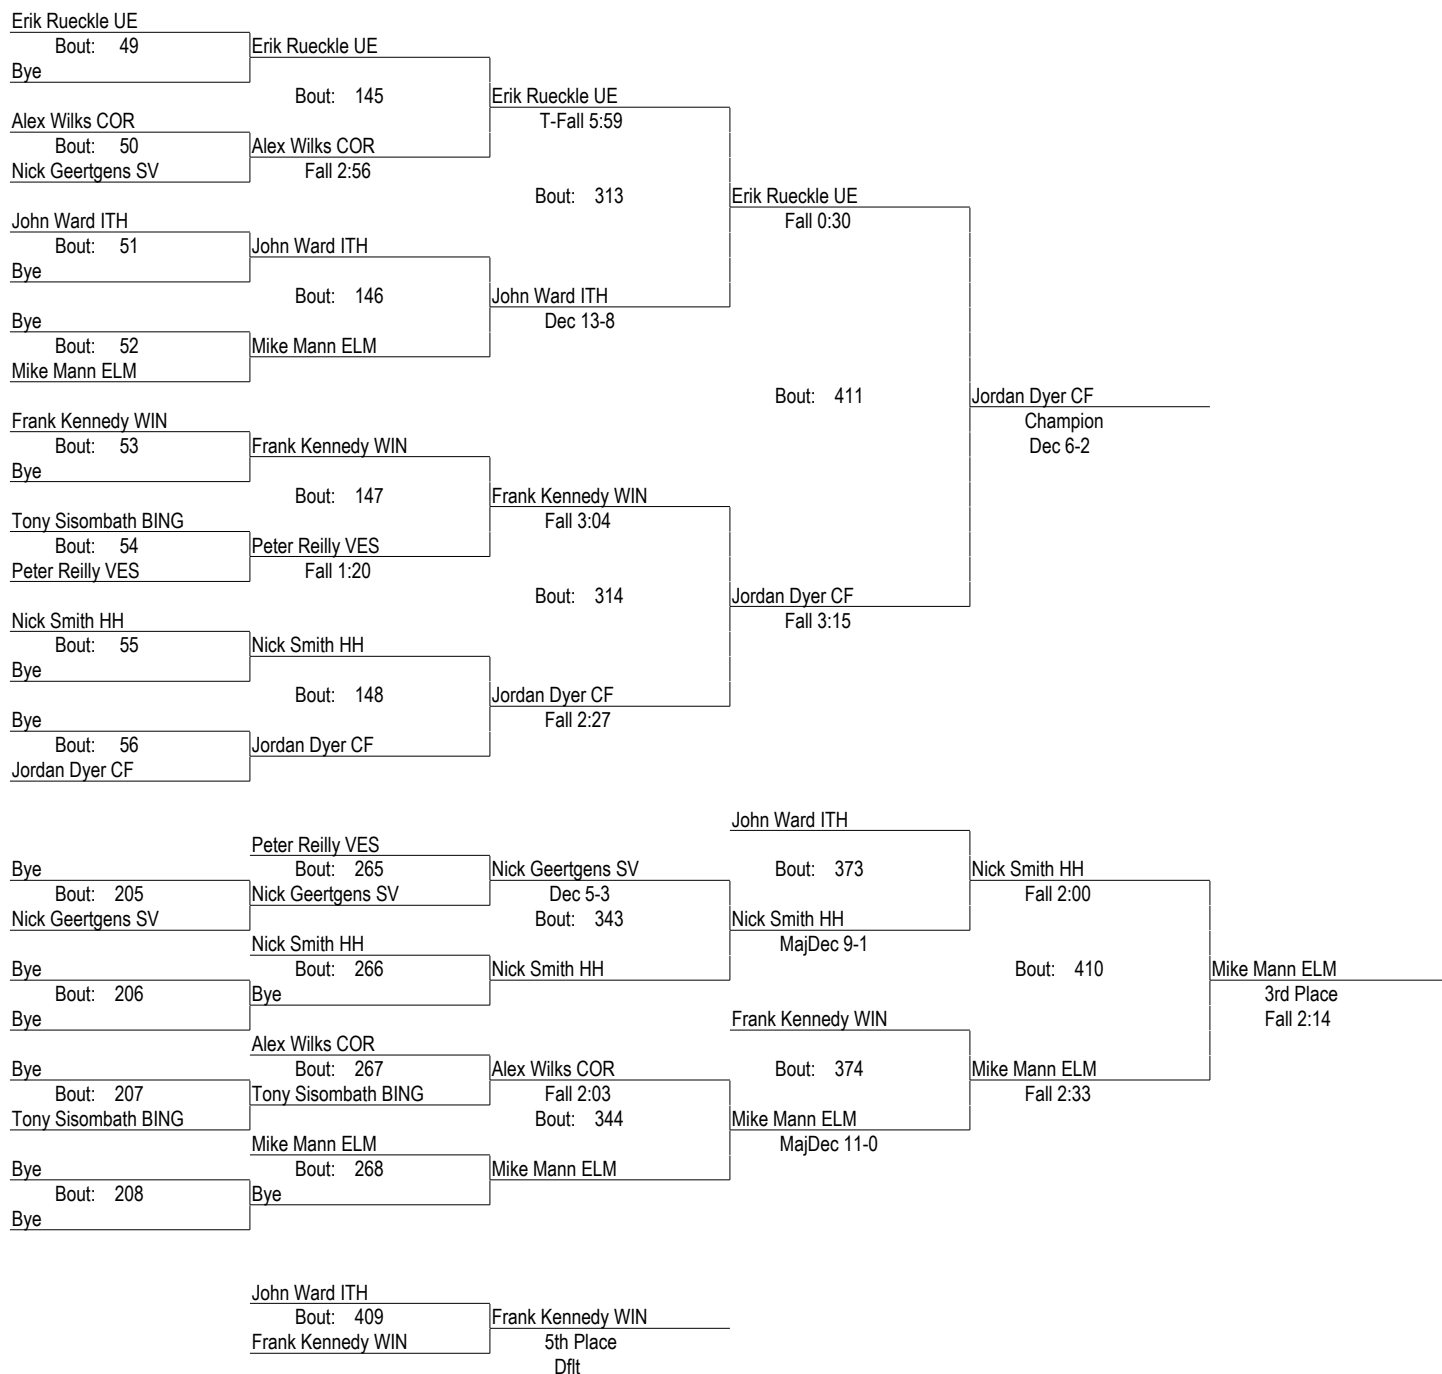 Erik Rueckle UE
Bout: 49
Erik Rueckle UE
Bye
Bout: 145
Erik Rueckle UE
Alex Wilks COR
T-Fall 5:59
Bout: 50
Alex Wilks COR
Nick Geertgens SV
Fall 2:56
Bout: 313
Erik Rueckle UE
John Ward ITH
Fall 0:30
Bout: 51
John Ward ITH
Bye
Bout: 146
John Ward ITH
Bye
Dec 13-8
Bout: 52
Mike Mann ELM
Mike Mann ELM
Bout: 411
Jordan Dyer CF
Frank Kennedy WIN
Champion
Bout: 53
Frank Kennedy WIN
Dec 6-2
Bye
Bout: 147
Frank Kennedy WIN
Tony Sisombath BING
Fall 3:04
Bout: 54
Peter Reilly VES
Peter Reilly VES
Fall 1:20
Bout: 314
Jordan Dyer CF
Nick Smith HH
Fall 3:15
Bout: 55
Nick Smith HH
Bye
Bout: 148
Jordan Dyer CF
Bye
Fall 2:27
Bout: 56
Jordan Dyer CF
Jordan Dyer CF
John Ward ITH
Peter Reilly VES
Bye
Bout: 265
Nick Geertgens SV
Bout: 373
Nick Smith HH
Bout: 205
Nick Geertgens SV
Dec 5-3
Fall 2:00
Nick Geertgens SV
Bout: 343
Nick Smith HH
Nick Smith HH
MajDec 9-1
Bye
Bout: 266
Nick Smith HH
Bout: 410
Mike Mann ELM
Bout: 206
Bye
3rd Place
Bye
Frank Kennedy WIN
Fall 2:14
Alex Wilks COR
Bye
Bout: 267
Alex Wilks COR
Bout: 374
Mike Mann ELM
Bout: 207
Tony Sisombath BING
Fall 2:03
Fall 2:33
Tony Sisombath BING
Bout: 344
Mike Mann ELM
Mike Mann ELM
MajDec 11-0
Bye
Bout: 268
Mike Mann ELM
Bout: 208
Bye
Bye
John Ward ITH
Bout: 409
Frank Kennedy WIN
Frank Kennedy WIN
5th Place
Dflt